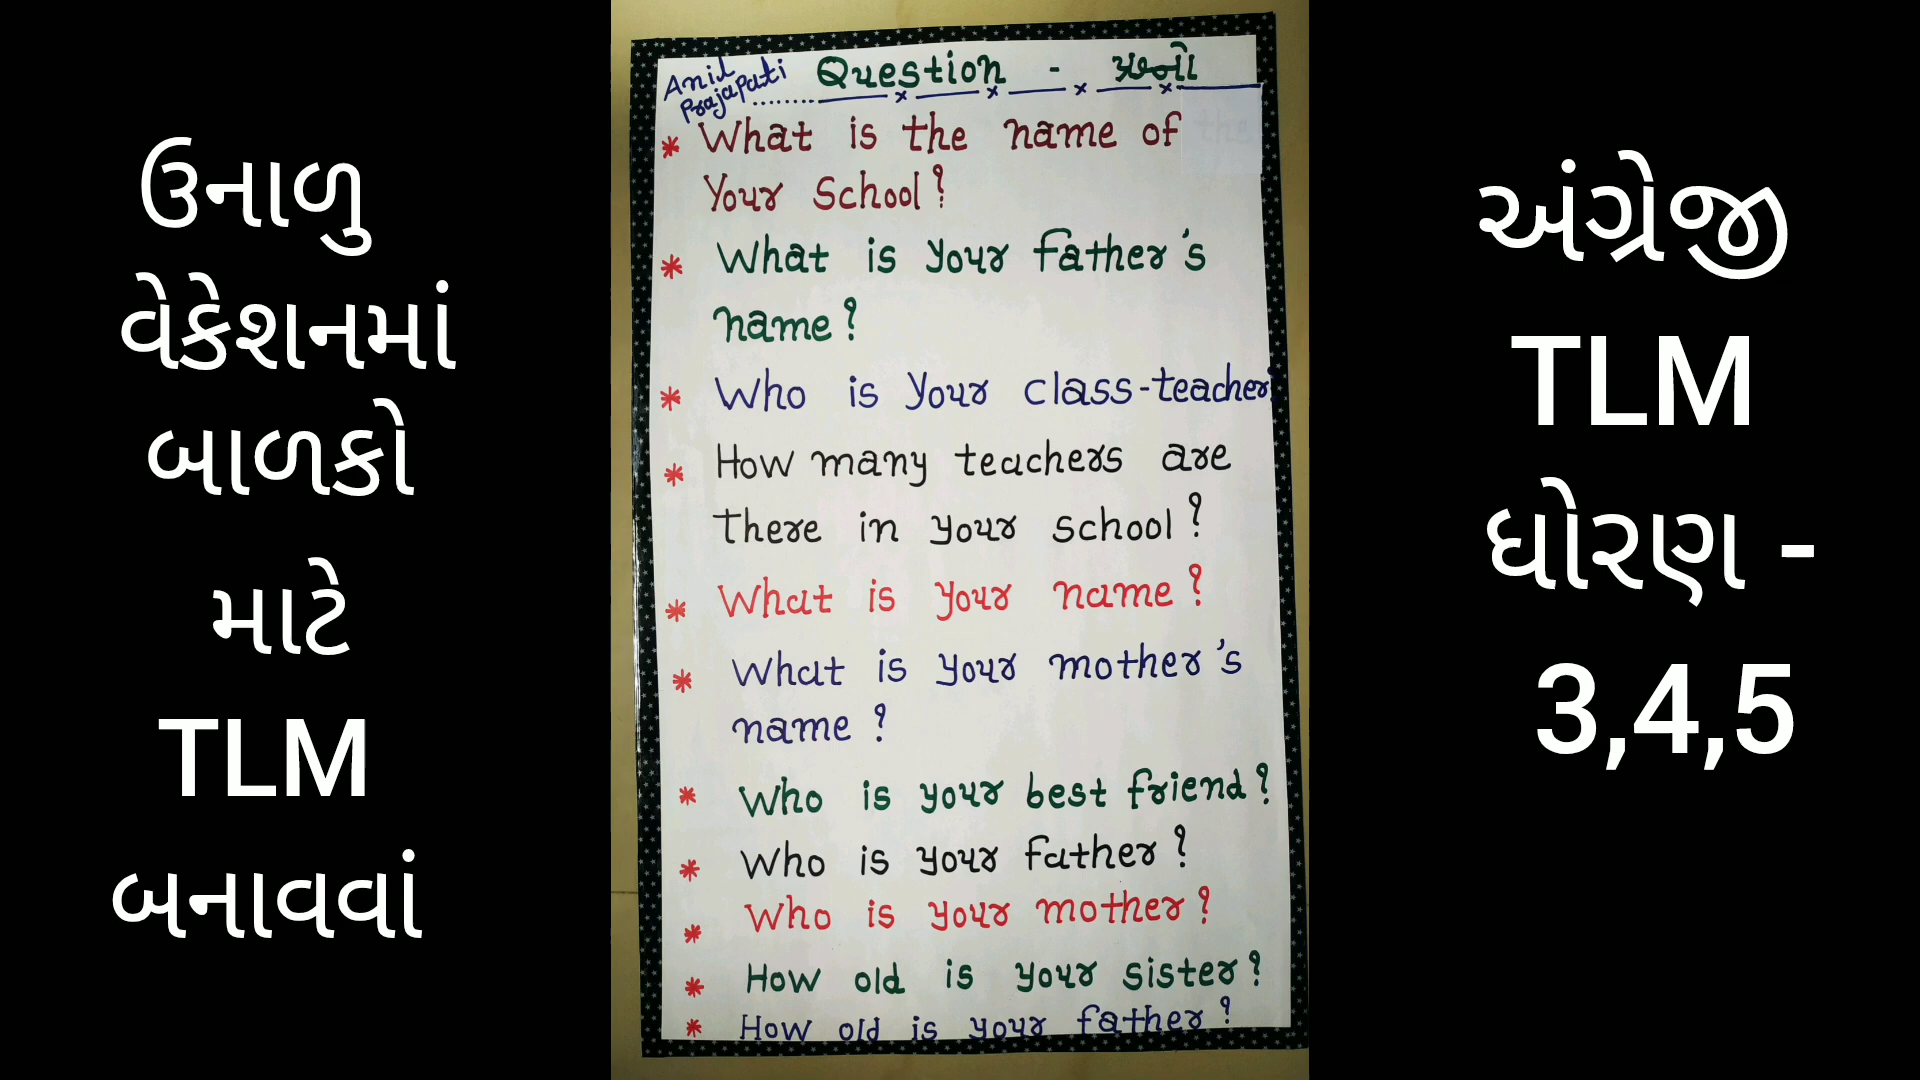 ઉનાળુ
વેકેશનમાં
બાળકો
માટે
TLM
બનાવવાં
Anil
Prajapati
Question - પ્રશ્નો
* What is the name of
Your School?
* What is your father's
name?
* Who is your class-teacher?
* How many teachers are
there in your school?
* What is your name?
* What is your mother's
name?
* Who is your best friend?
* Who is your father?
* Who is your mother?
* How old is your sister?
* How old is your father?
અંગ્રેજી
TLM
ધોરણ -
3,4,5